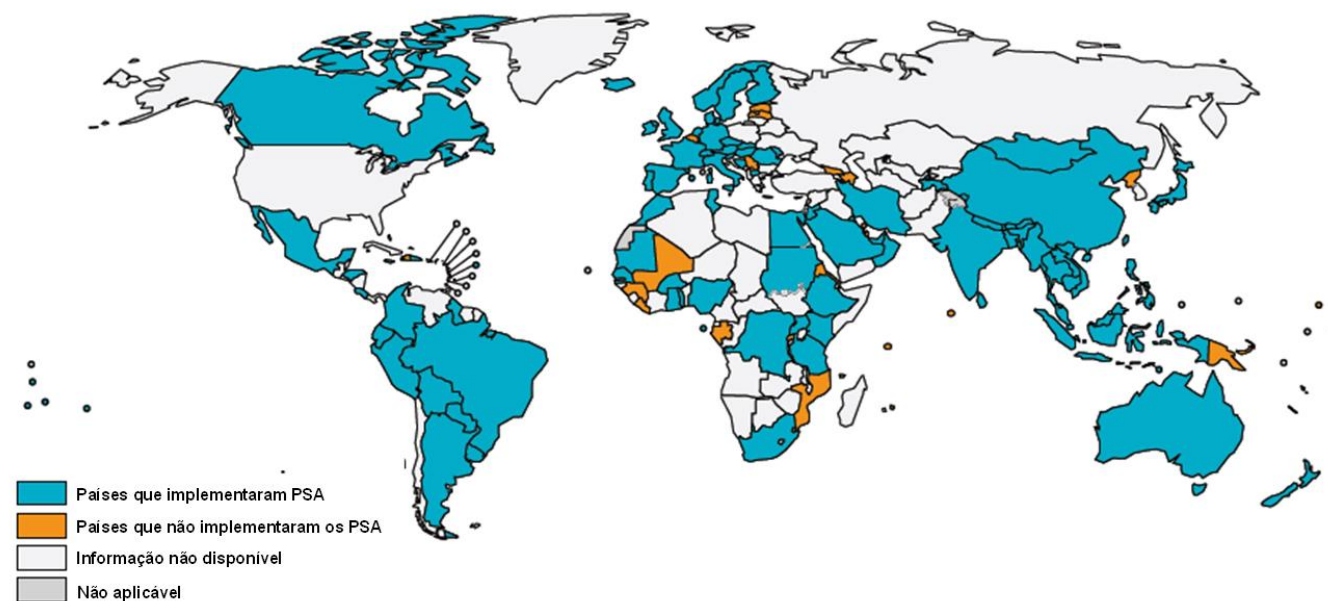 Países que implementaram PSA
Países que não implementaram os PSA
Informação não disponível
Não aplicável